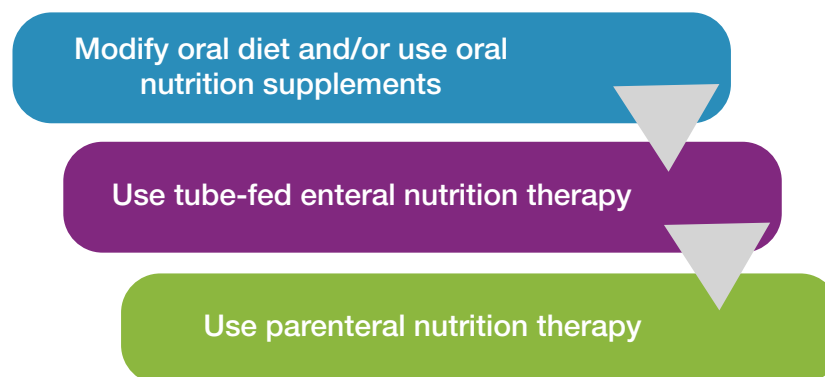 Modify oral diet and/or use oral
nutrition supplements
Use tube-fed enteral nutrition therapy
Use parenteral nutrition therapy